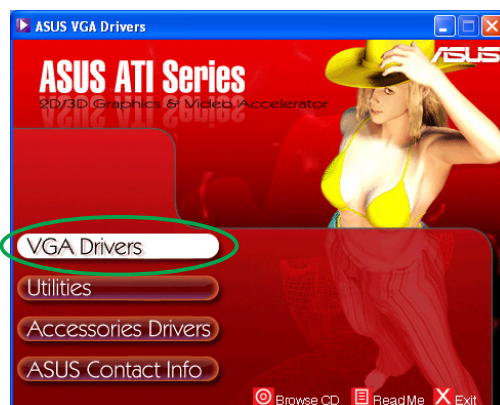 ASUS VGA Drivers
ASUS
ASUS ATI Series
2D/3D Graphics & Video Accelerator
VGA Drivers
Utilities
Accessories Drivers
ASUS Contact Info
Browse CD ReadMe Exit